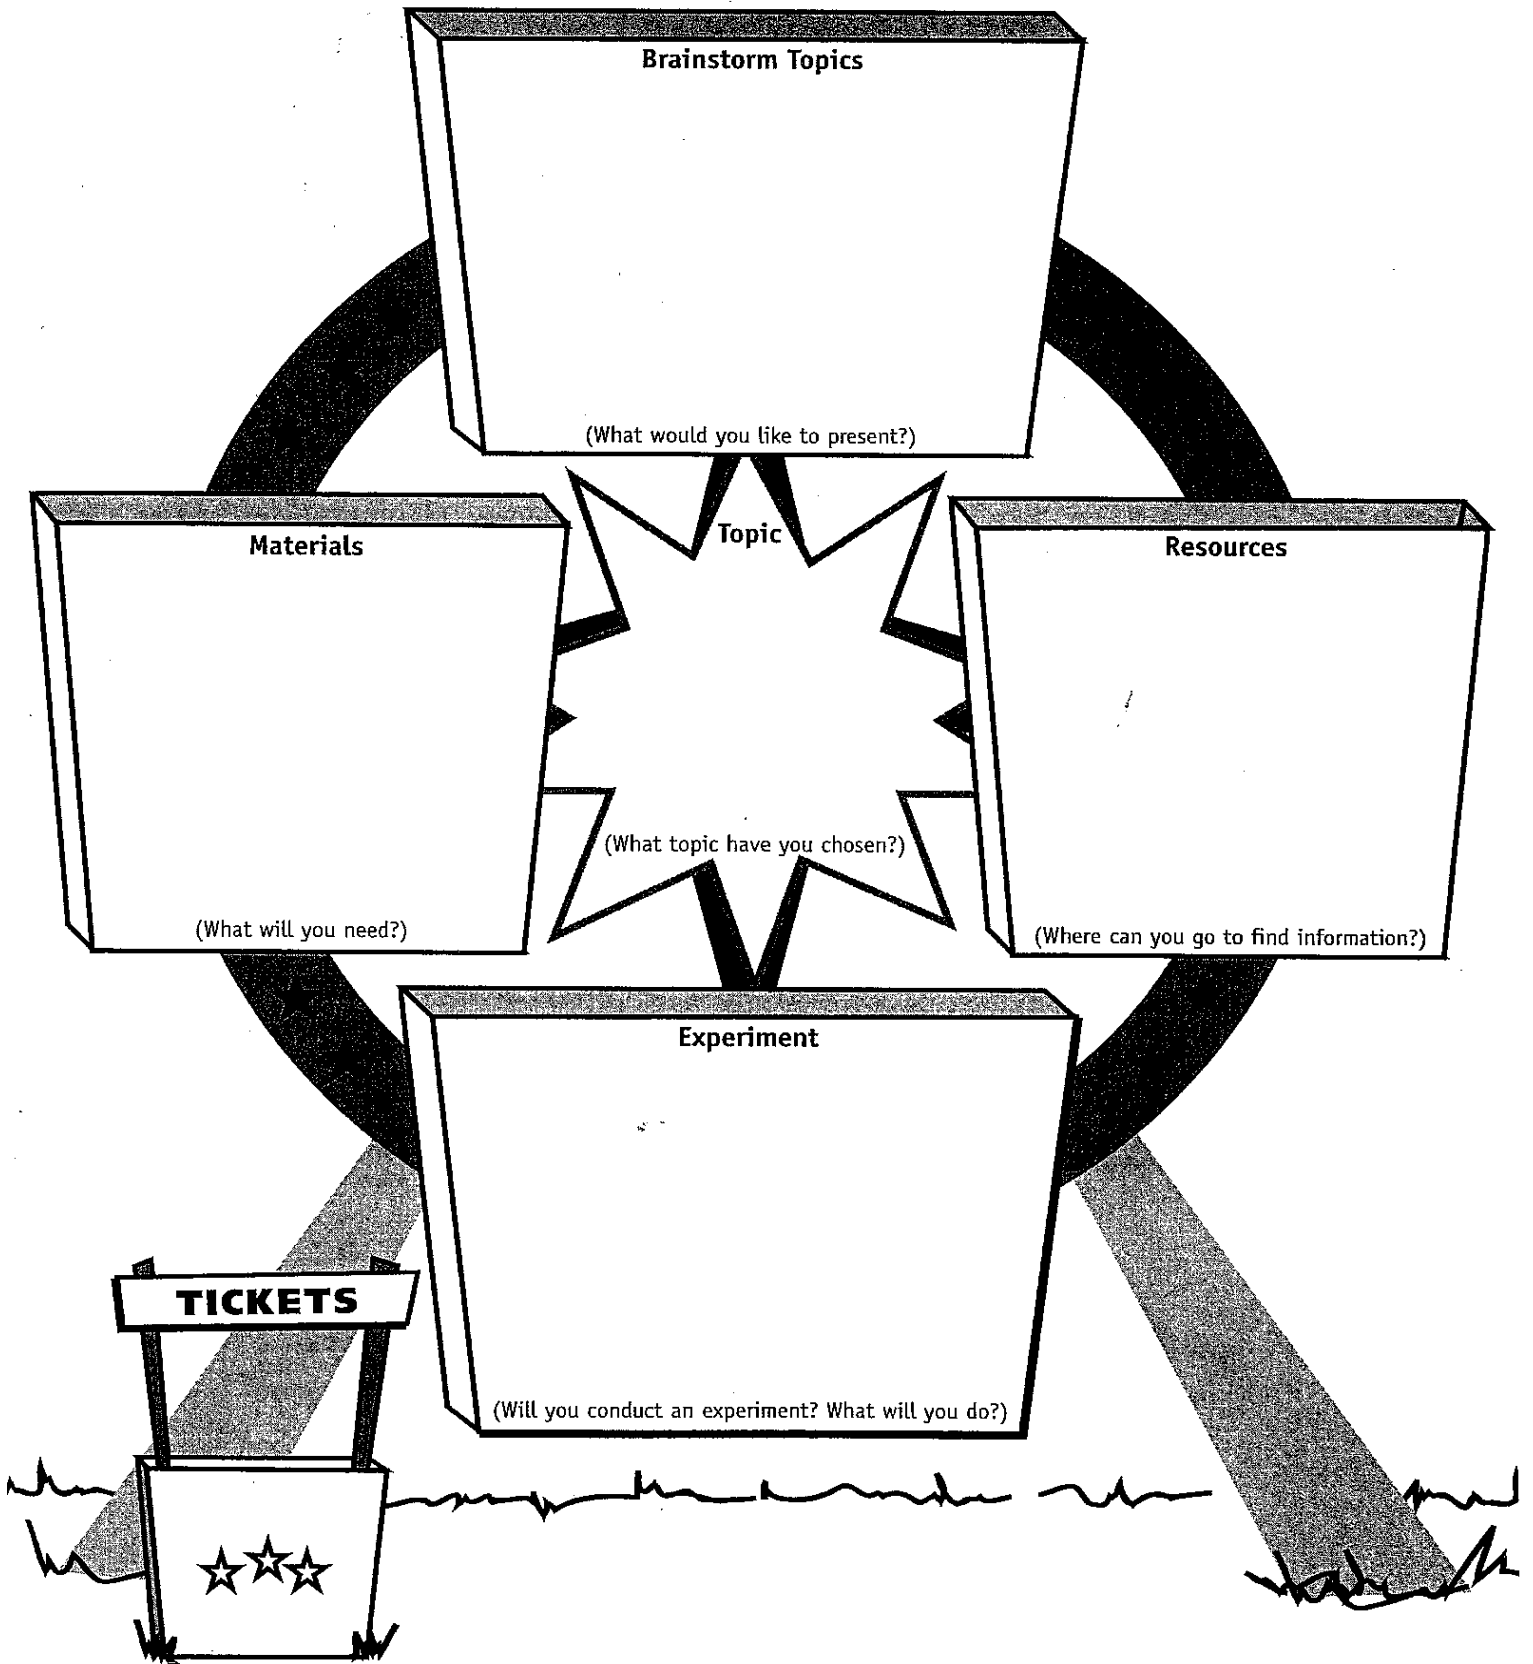 Brainstorm Topics
(What would you like to present?)
Materials
(What will you need?)
Topic
(What topic have you chosen?)
Resources
(Where can you go to find information?)
Experiment
(Will you conduct an experiment? What will you do?)
TICKETS